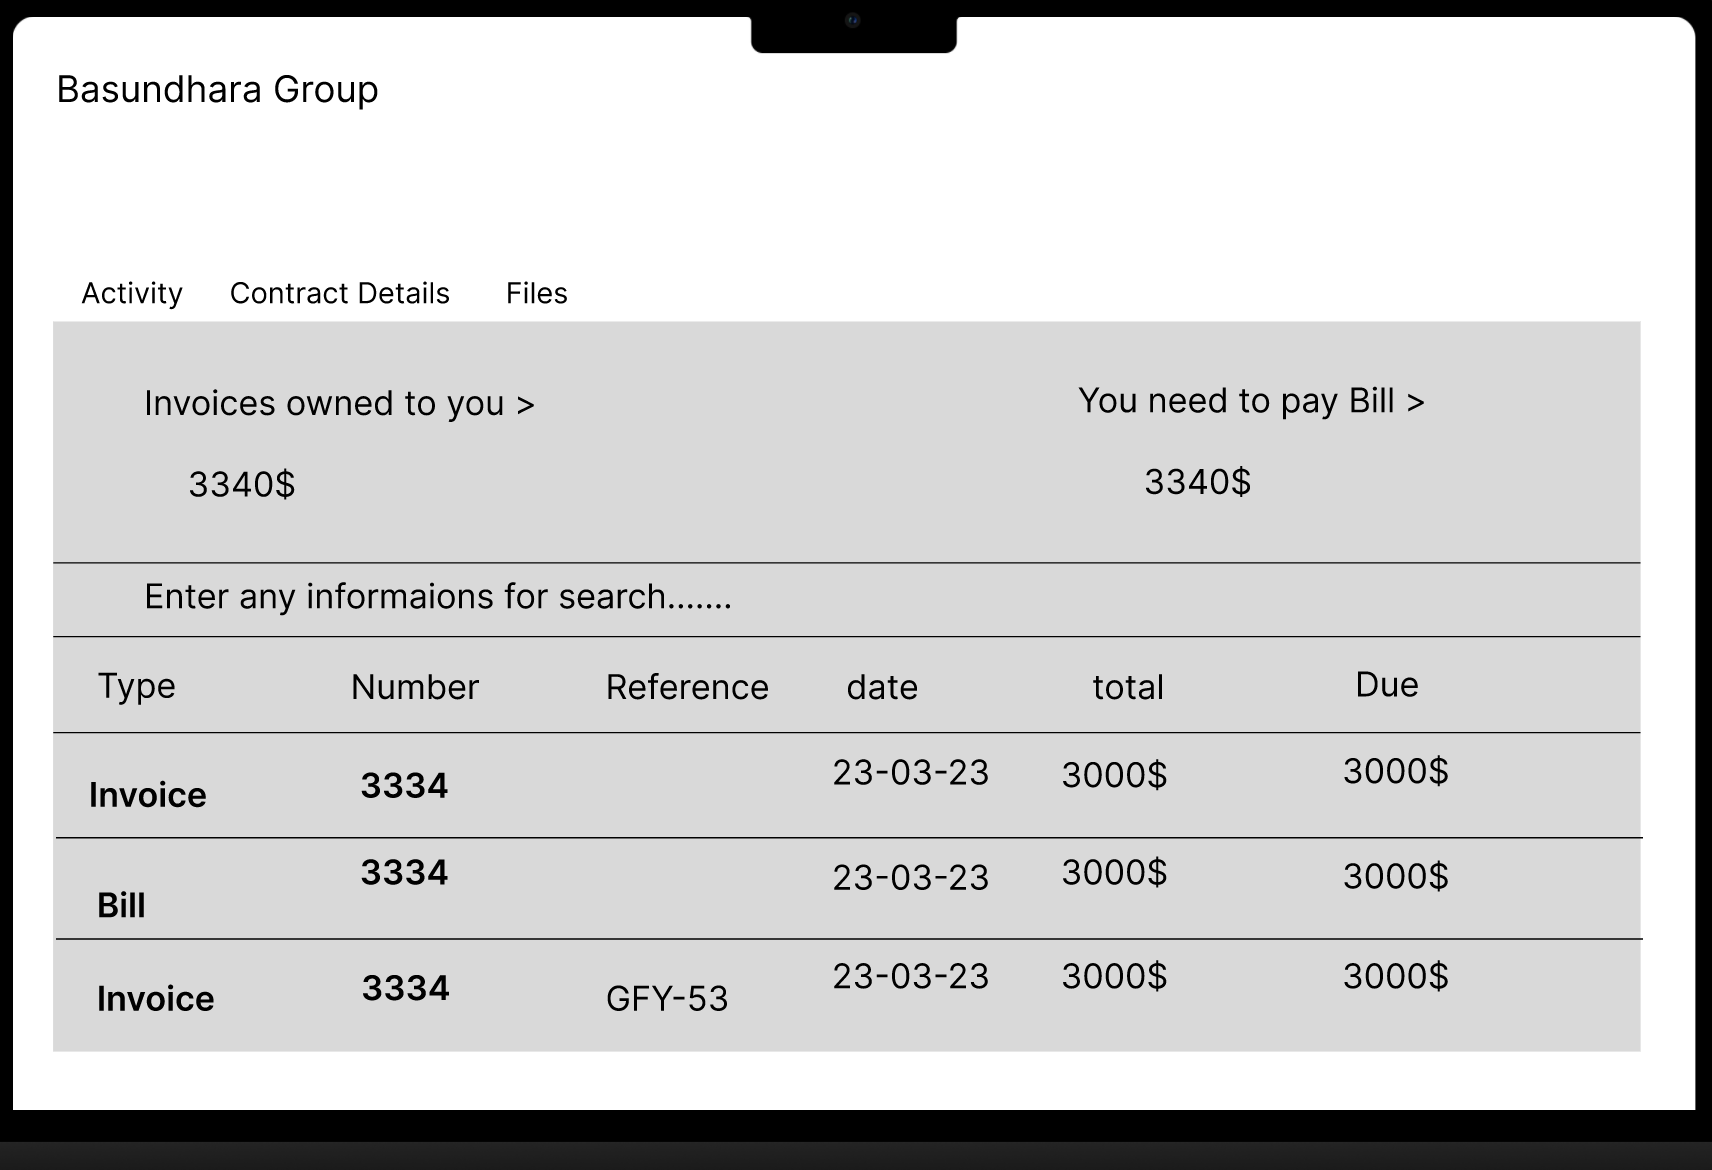 Basundhara Group
Activity Contract Details Files
Invoices owned to you > You need to pay Bill >
3340$ 3340$
Enter any informaions for search.......
Type Number Reference date total Due
Invoice 3334 23-03-23 3000$ 3000$
Bill 3334 23-03-23 3000$ 3000$
Invoice 3334 GFY-53 23-03-23 3000$ 3000$